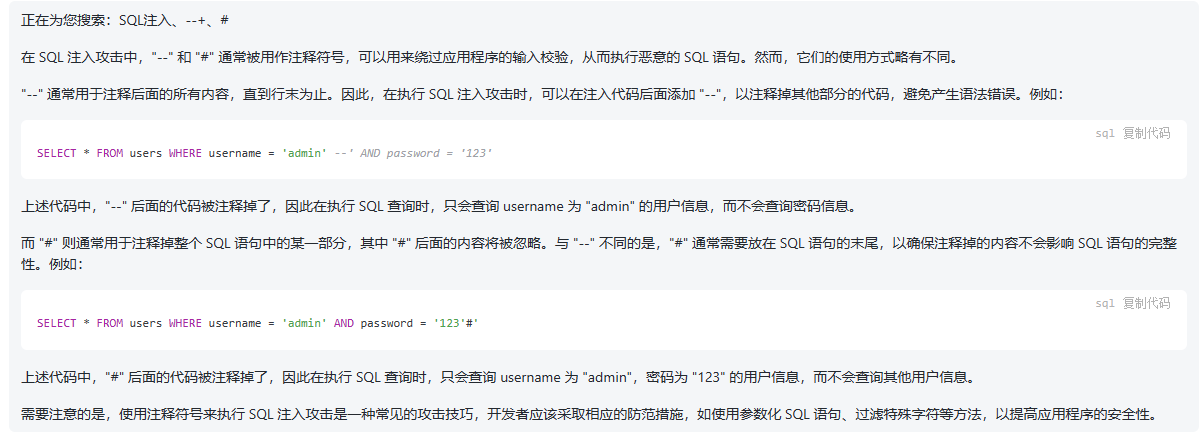 正在为您搜索：SQL注入、--+、#
在 SQL 注入攻击中，"--" 和 "#" 通常被用作注释符号，可以用来绕过应用程序的输入校验，从而执行恶意的 SQL 语句。然而，它们的使用方式略有不同。
"--" 通常用于注释后面的所有内容，直到行末为止。因此，在执行 SQL 注入攻击时，可以在注入代码后面添加 "--"，以注释掉其他部分的代码，避免产生语法错误。例如：
sql 复制代码
SELECT * FROM users WHERE username = 'admin' --' AND password = '123'
上述代码中，"--" 后面的代码被注释掉了，因此在执行 SQL 查询时，只会查询 username 为 "admin" 的用户信息，而不会查询密码信息。
而 "#" 则通常用于注释掉整个 SQL 语句中的某一部分，其中 "#" 后面的内容将被忽略。与 "--" 不同的是，"#" 通常需要放在 SQL 语句的末尾，以确保注释掉的内容不会影响 SQL 语句的完整
性。例如：
sql 复制代码
SELECT * FROM users WHERE username = 'admin' AND password = '123'#'
上述代码中，"#" 后面的代码被注释掉了，因此在执行 SQL 查询时，只会查询 username 为 "admin"，密码为 "123" 的用户信息，而不会查询其他用户信息。
需要注意的是，使用注释符号来执行 SQL 注入攻击是一种常见的攻击技巧，开发者应该采取相应的防范措施，如使用参数化 SQL 语句、过滤特殊字符等方法，以提高应用程序的安全性。